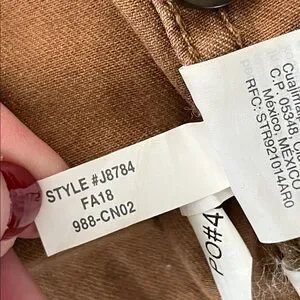 STYLE #J8784
FA18
988-CN02
PO#4
C.P. 05348, C
México, MEXICO
RFC: STR921014AR0